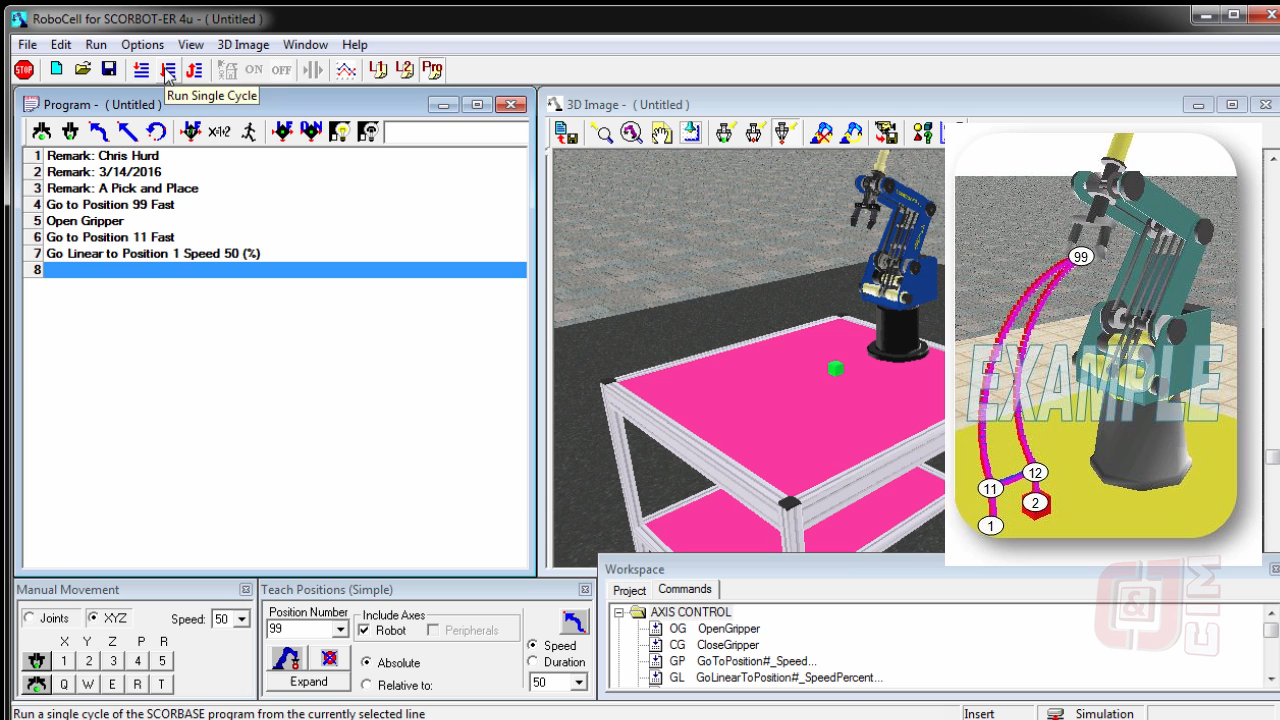 RoboCell for SCORBOT-ER 4u - ( Untitled )
File Edit Run Options View 3D Image Window Help
STOP ON OFF L1 L2 Pro
Run Single Cycle
Program - ( Untitled )
1 Remark: Chris Hurd
2 Remark: 3/14/2016
3 Remark: A Pick and Place
4 Go to Position 99 Fast
5 Open Gripper
6 Go to Position 11 Fast
7 Go Linear to Position 1 Speed 50 (%)
8
3D Image - ( Untitled )
99
EXAMPLE
12
11
2
1
Manual Movement
Joints XYZ Speed: 50
X Y Z P R
1 2 3 4 5
Q W E R T
Teach Positions (Simple)
Position Number
99
Include Axes
Robot Peripherals
Absolute
Relative to:
Expand
Speed
Duration
50
Workspace
Project Commands
AXIS CONTROL
OG OpenGripper
CG CloseGripper
GP GoToPosition#_Speed...
GL GoLinearToPosition#_SpeedPercent...
J&J
CIM
Run a single cycle of the SCORBASE program from the currently selected line
Insert
Simulation